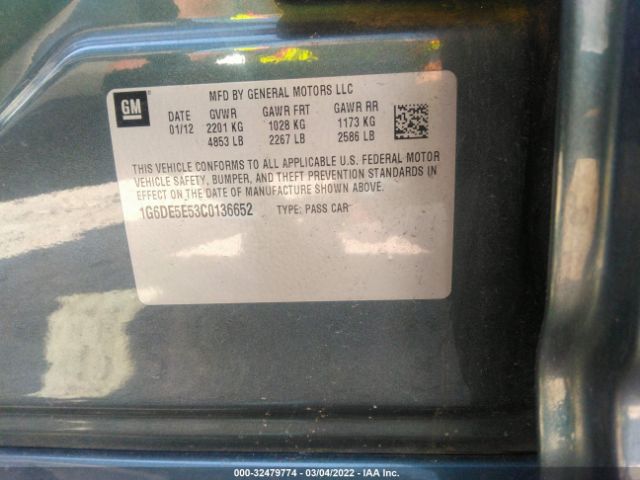 GM
MFD BY GENERAL MOTORS LLC
DATE GVWR GAWR FRT GAWR RR
01/12 2201 KG 1028 KG 1173 KG
4853 LB 2267 LB 2586 LB
THIS VEHICLE CONFORMS TO ALL APPLICABLE U.S. FEDERAL MOTOR
VEHICLE SAFETY, BUMPER, AND THEFT PREVENTION STANDARDS IN
EFFECT ON THE DATE OF MANUFACTURE SHOWN ABOVE.
1G6DE5E53C0136652 TYPE: PASS CAR
000-32479774 - 03/04/2022 - IAA Inc.